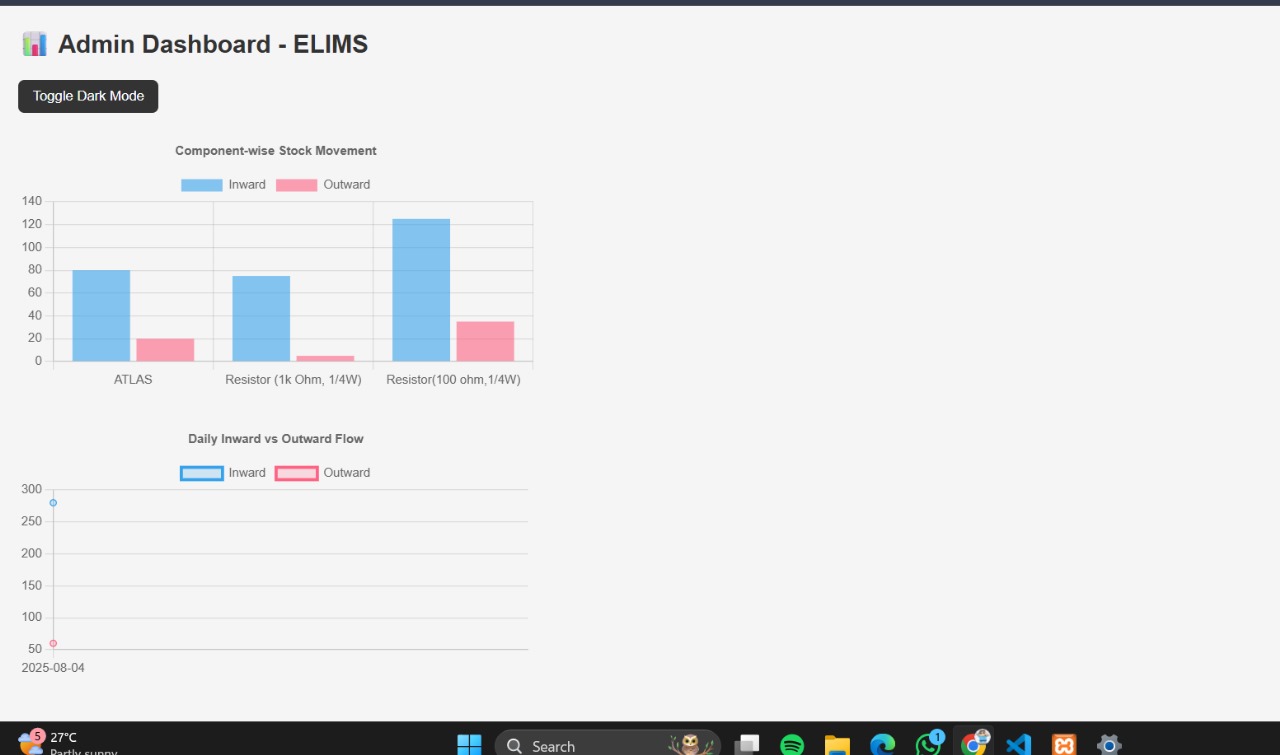 Admin Dashboard - ELIMS
Toggle Dark Mode
Component-wise Stock Movement
Inward Outward
140
120
100
80
60
40
20
0
ATLAS Resistor (1k Ohm, 1/4W) Resistor(100 ohm,1/4W)
Daily Inward vs Outward Flow
Inward Outward
300
250
200
150
100
50
2025-08-04
5 27°C
Partly sunny
Search
1